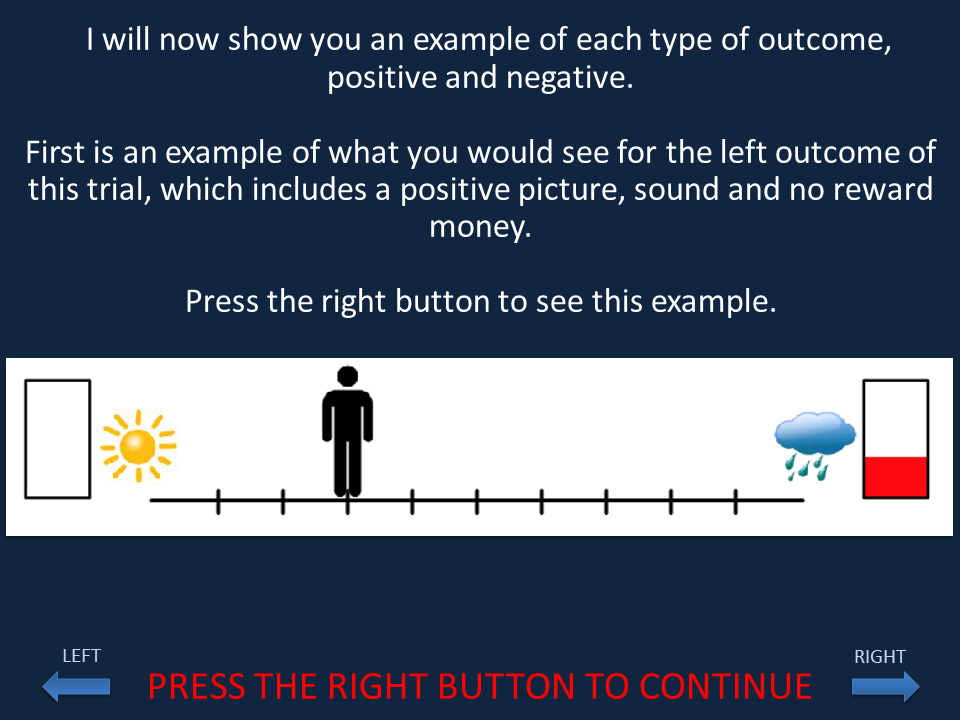 I will now show you an example of each type of outcome,
positive and negative.
First is an example of what you would see for the left outcome of
this trial, which includes a positive picture, sound and no reward
money.
Press the right button to see this example.
LEFT
RIGHT
PRESS THE RIGHT BUTTON TO CONTINUE